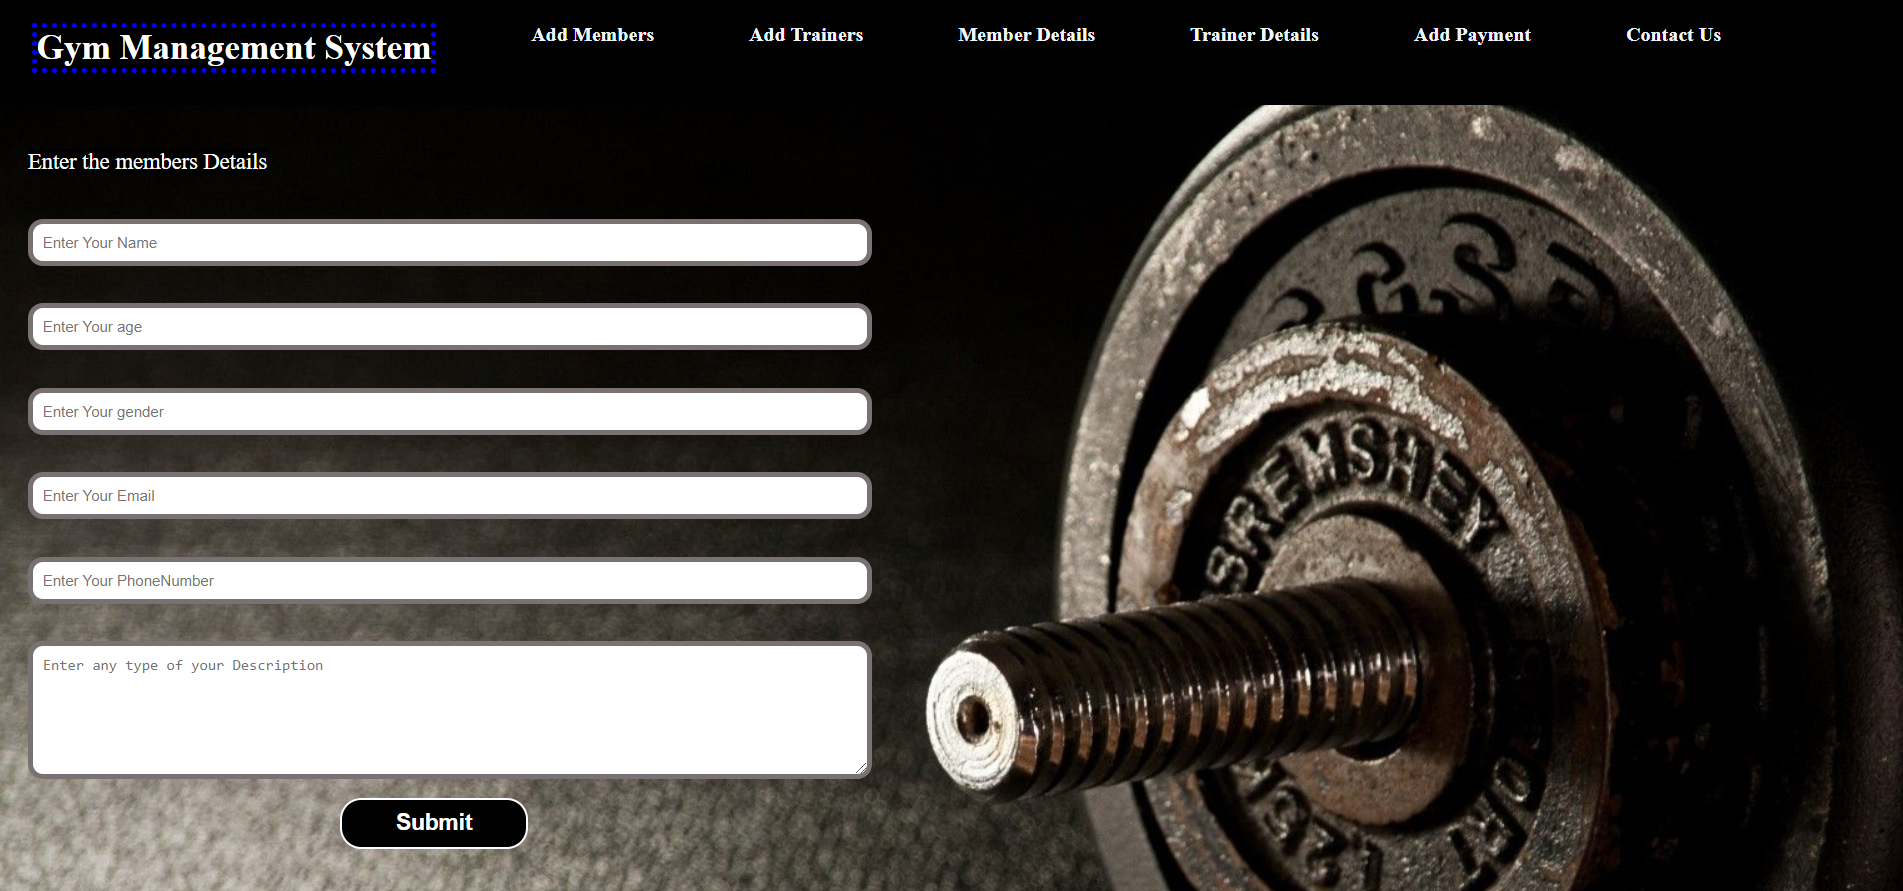 Gym Management System
Add Members
Add Trainers
Member Details
Trainer Details
Add Payment
Contact Us
Enter the members Details
Enter Your Name
Enter Your age
Enter Your gender
Enter Your Email
Enter Your PhoneNumber
Enter any type of your Description
Submit
BREMSHEY